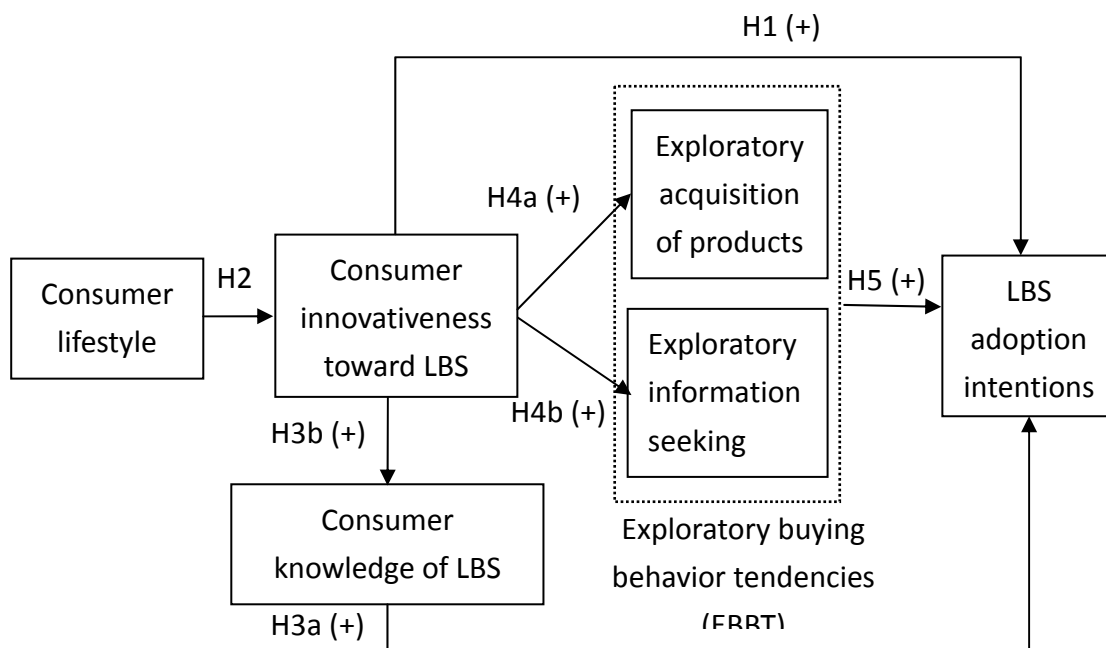 H1 (+)
Exploratory
acquisition
of products
H4a (+)
Consumer
lifestyle
H2
Consumer
innovativeness
toward LBS
H5 (+)
LBS
adoption
intentions
Exploratory
information
seeking
H4b (+)
H3b (+)
Consumer
knowledge of LBS
Exploratory buying
behavior tendencies
(EBBT)
H3a (+)